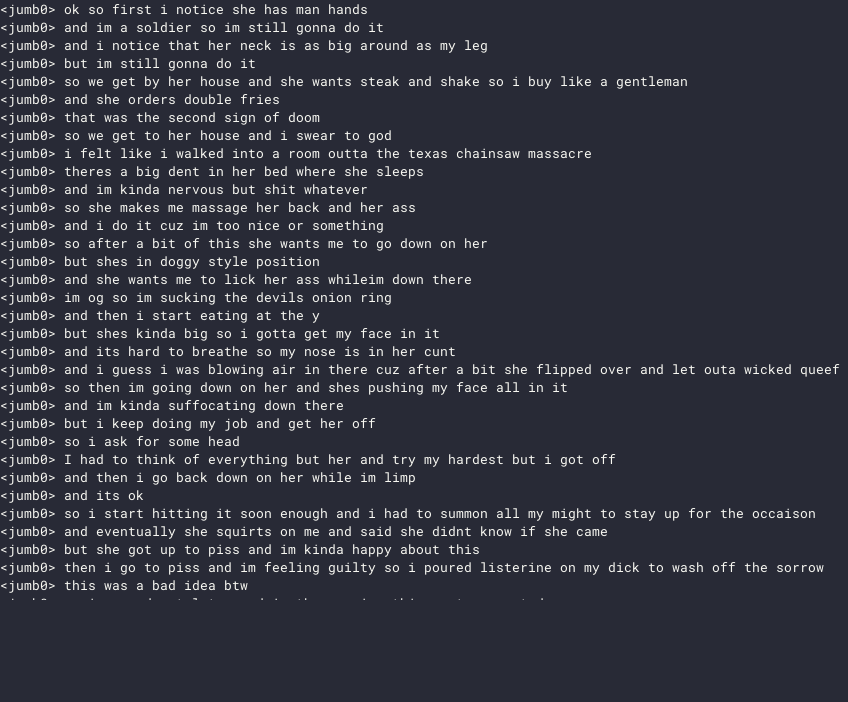 <jumb0> ok so first i notice she has man hands
<jumb0> and im a soldier so im still gonna do it
<jumb0> and i notice that her neck is as big around as my leg
<jumb0> but im still gonna do it
<jumb0> so we get by her house and she wants steak and shake so i buy like a gentleman
<jumb0> and she orders double fries
<jumb0> that was the second sign of doom
<jumb0> so we get to her house and i swear to god
<jumb0> i felt like i walked into a room outta the texas chainsaw massacre
<jumb0> theres a big dent in her bed where she sleeps
<jumb0> and im kinda nervous but shit whatever
<jumb0> so she makes me massage her back and her ass
<jumb0> and i do it cuz im too nice or something
<jumb0> so after a bit of this she wants me to go down on her
<jumb0> but shes in doggy style position
<jumb0> and she wants me to lick her ass whileim down there
<jumb0> im og so im sucking the devils onion ring
<jumb0> and then i start eating at the y
<jumb0> but shes kinda big so i gotta get my face in it
<jumb0> and its hard to breathe so my nose is in her cunt
<jumb0> and i guess i was blowing air in there cuz after a bit she flipped over and let outa wicked queef
<jumb0> so then im going down on her and shes pushing my face all in it
<jumb0> and im kinda suffocating down there
<jumb0> but i keep doing my job and get her off
<jumb0> so i ask for some head
<jumb0> I had to think of everything but her and try my hardest but i got off
<jumb0> and then i go back down on her while im limp
<jumb0> and its ok
<jumb0> so i start hitting it soon enough and i had to summon all my might to stay up for the occaison
<jumb0> and eventually she squirts on me and said she didnt know if she came
<jumb0> but she got up to piss and im kinda happy about this
<jumb0> then i go to piss and im feeling guilty so i poured listerine on my dick to wash off the sorrow
<jumb0> this was a bad idea btw